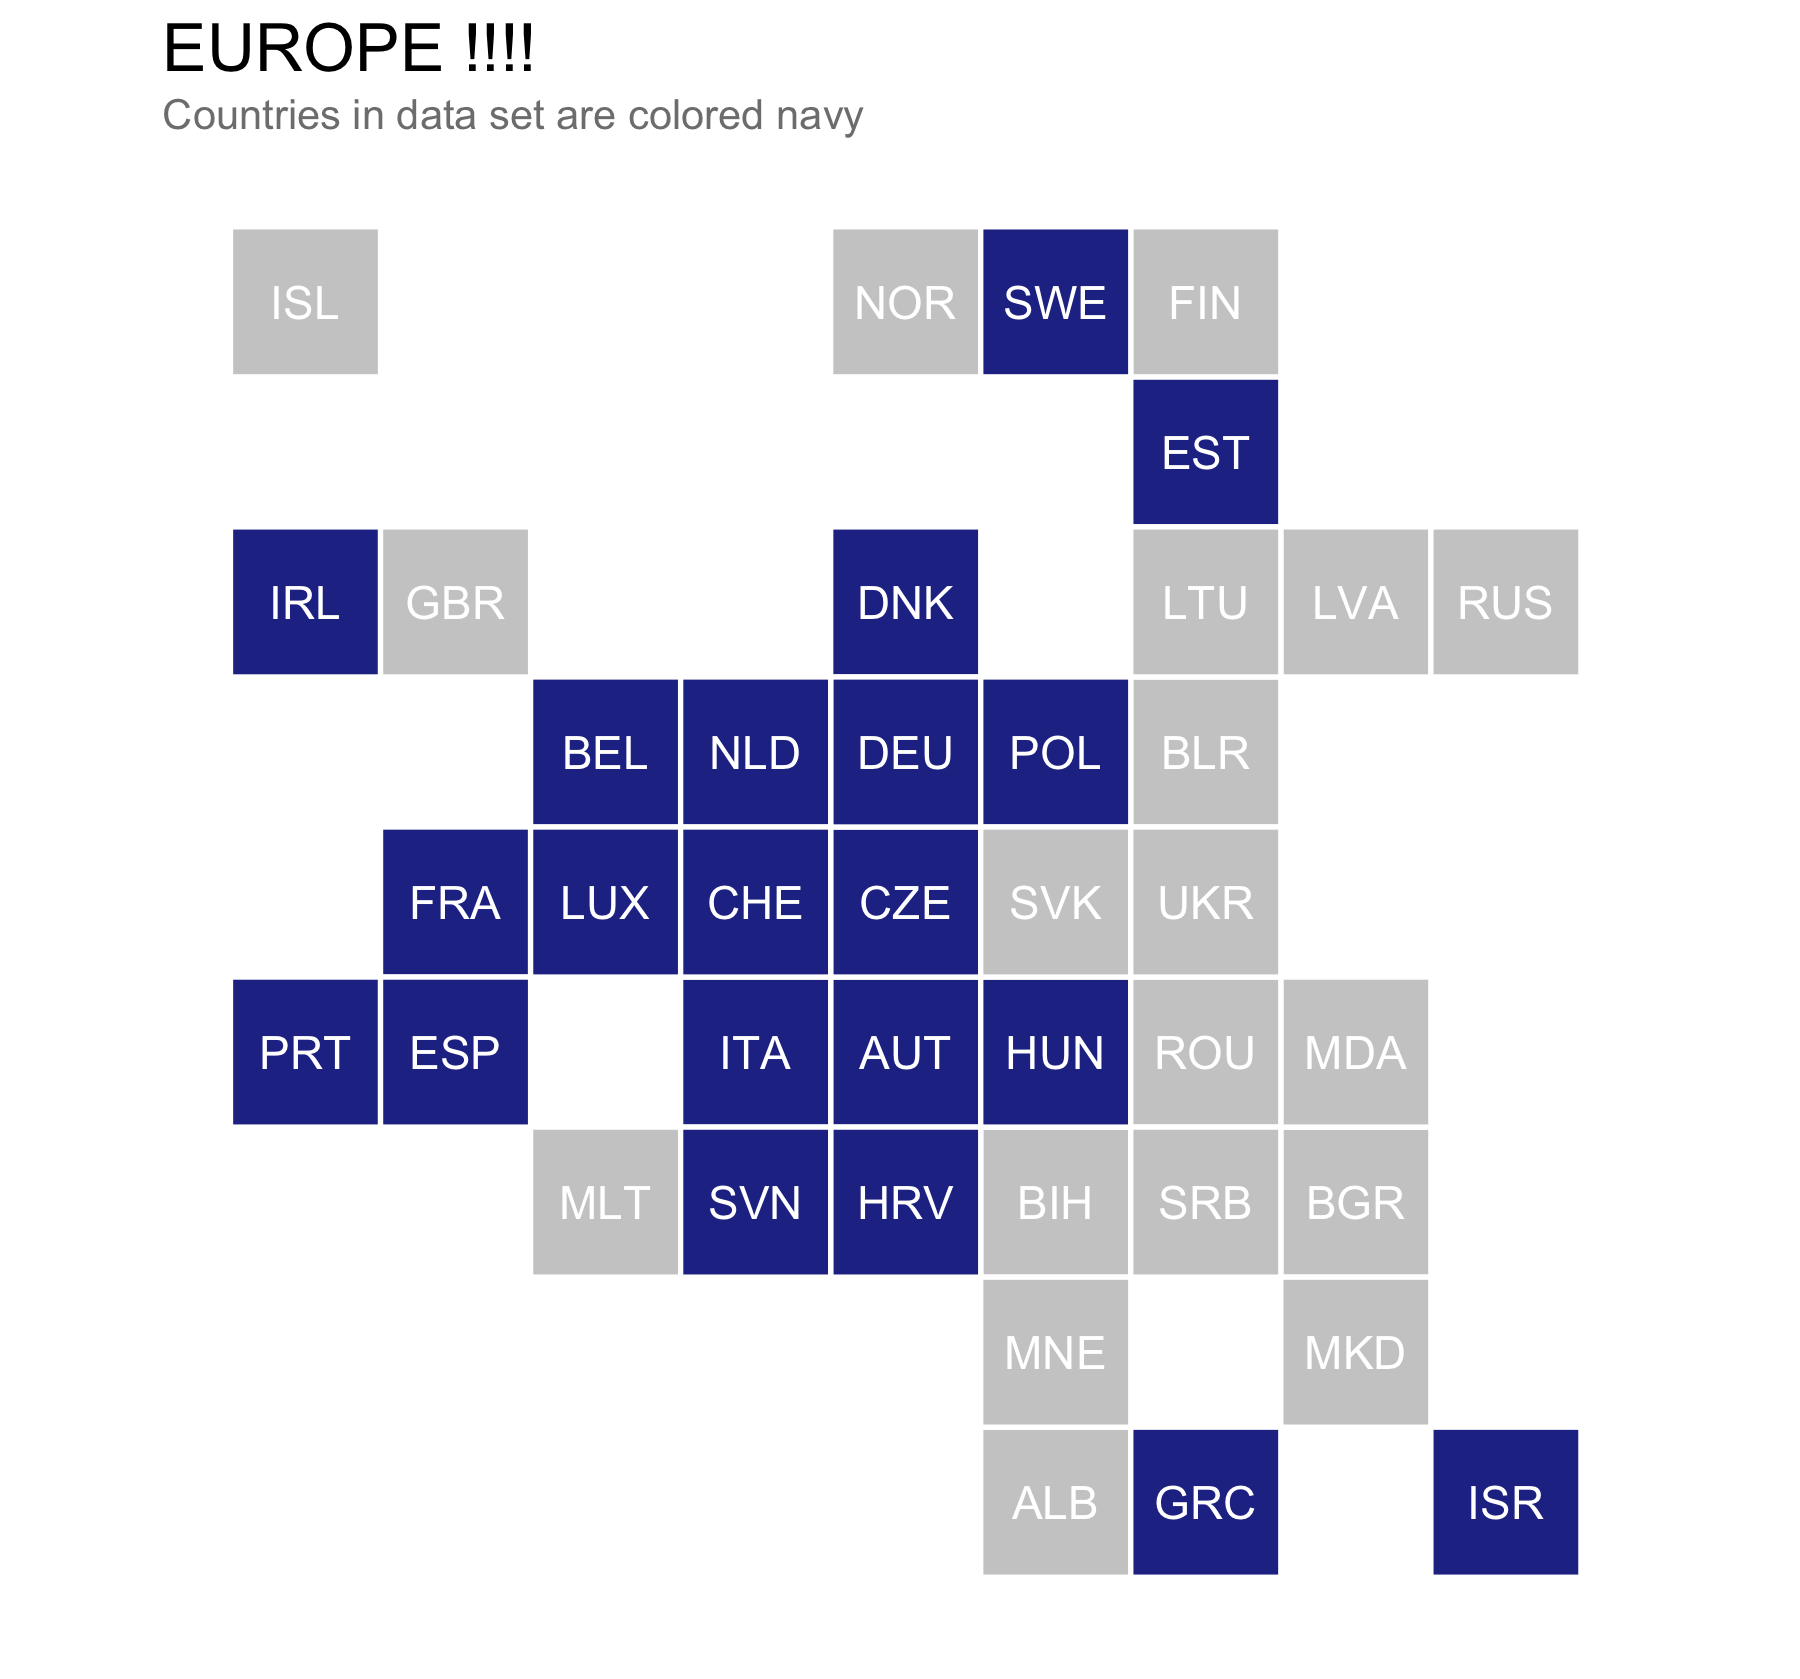 EUROPE !!!!
Countries in data set are colored navy
ISL NOR SWE FIN
EST
IRL GBR DNK LTU LVA RUS
BEL NLD DEU POL BLR
FRA LUX CHE CZE SVK UKR
PRT ESP ITA AUT HUN ROU MDA
MLT SVN HRV BIH SRB BGR
MNE MKD
ALB GRC ISR